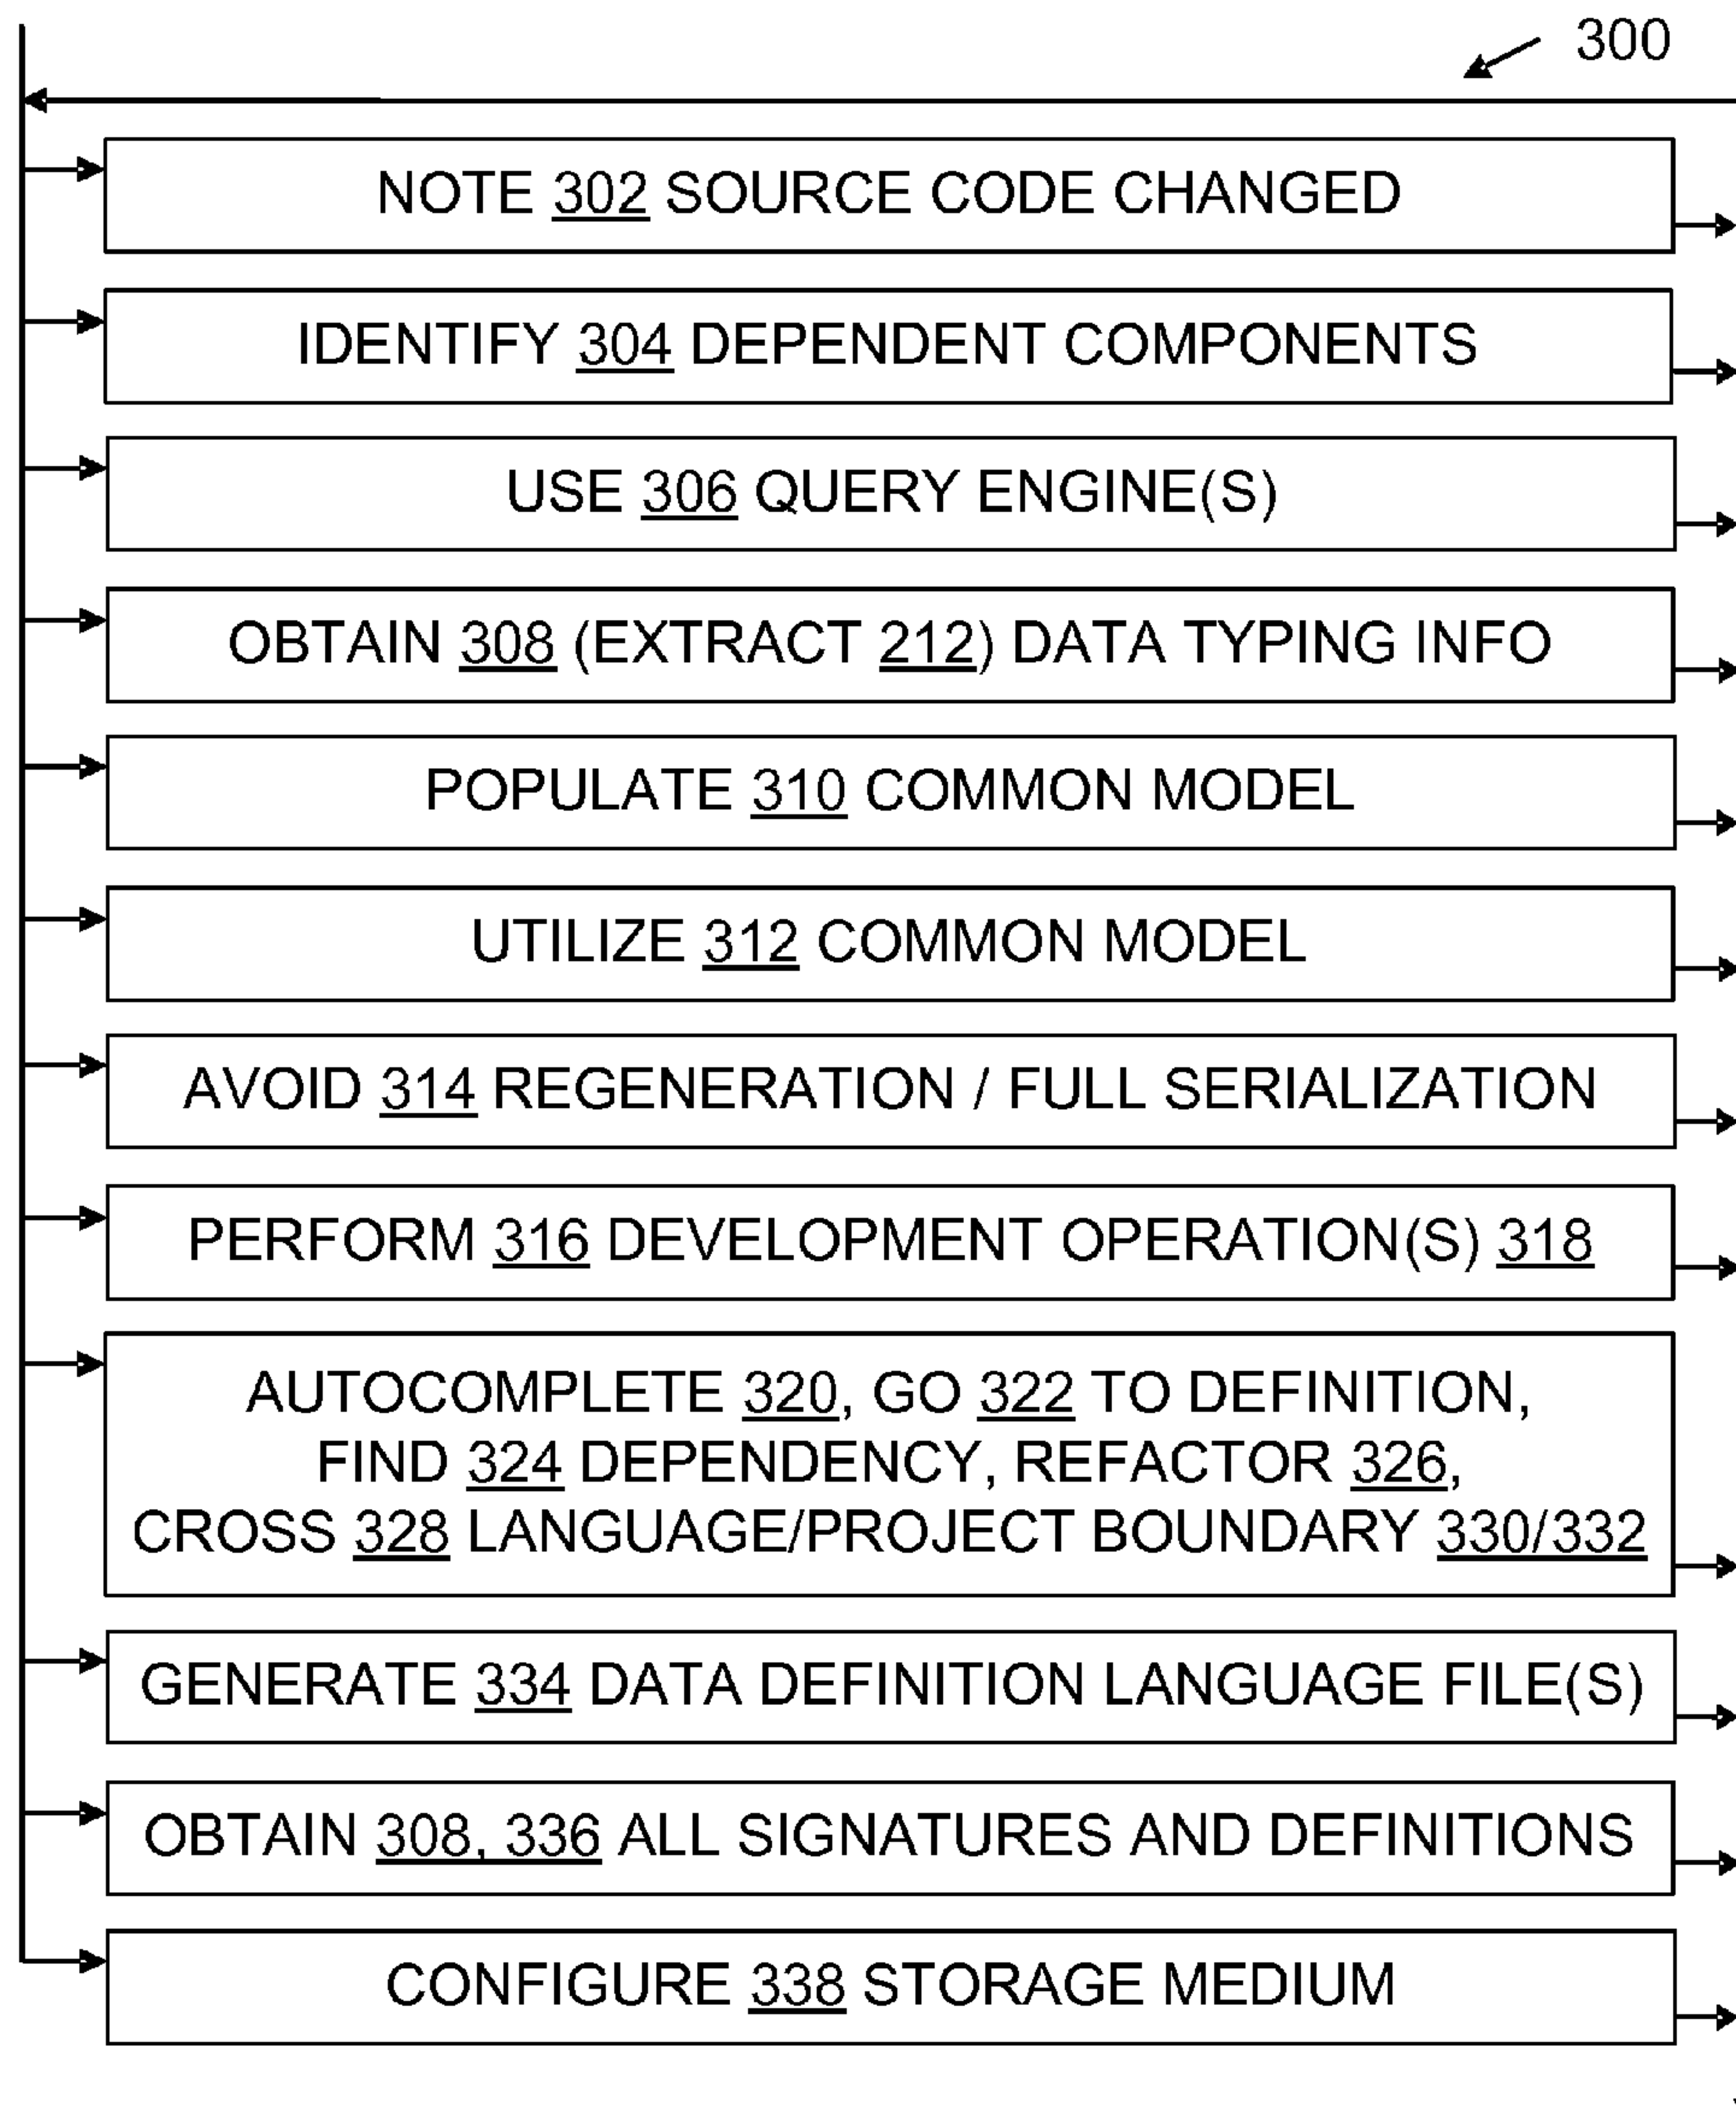 300
NOTE 302 SOURCE CODE CHANGED
IDENTIFY 304 DEPENDENT COMPONENTS
USE 306 QUERY ENGINE(S)
OBTAIN 308 (EXTRACT 212) DATA TYPING INFO
POPULATE 310 COMMON MODEL
UTILIZE 312 COMMON MODEL
AVOID 314 REGENERATION / FULL SERIALIZATION
PERFORM 316 DEVELOPMENT OPERATION(S) 318
AUTOCOMPLETE 320, GO 322 TO DEFINITION,
FIND 324 DEPENDENCY, REFACTOR 326,
CROSS 328 LANGUAGE/PROJECT BOUNDARY 330/332
GENERATE 334 DATA DEFINITION LANGUAGE FILE(S)
OBTAIN 308, 336 ALL SIGNATURES AND DEFINITIONS
CONFIGURE 338 STORAGE MEDIUM